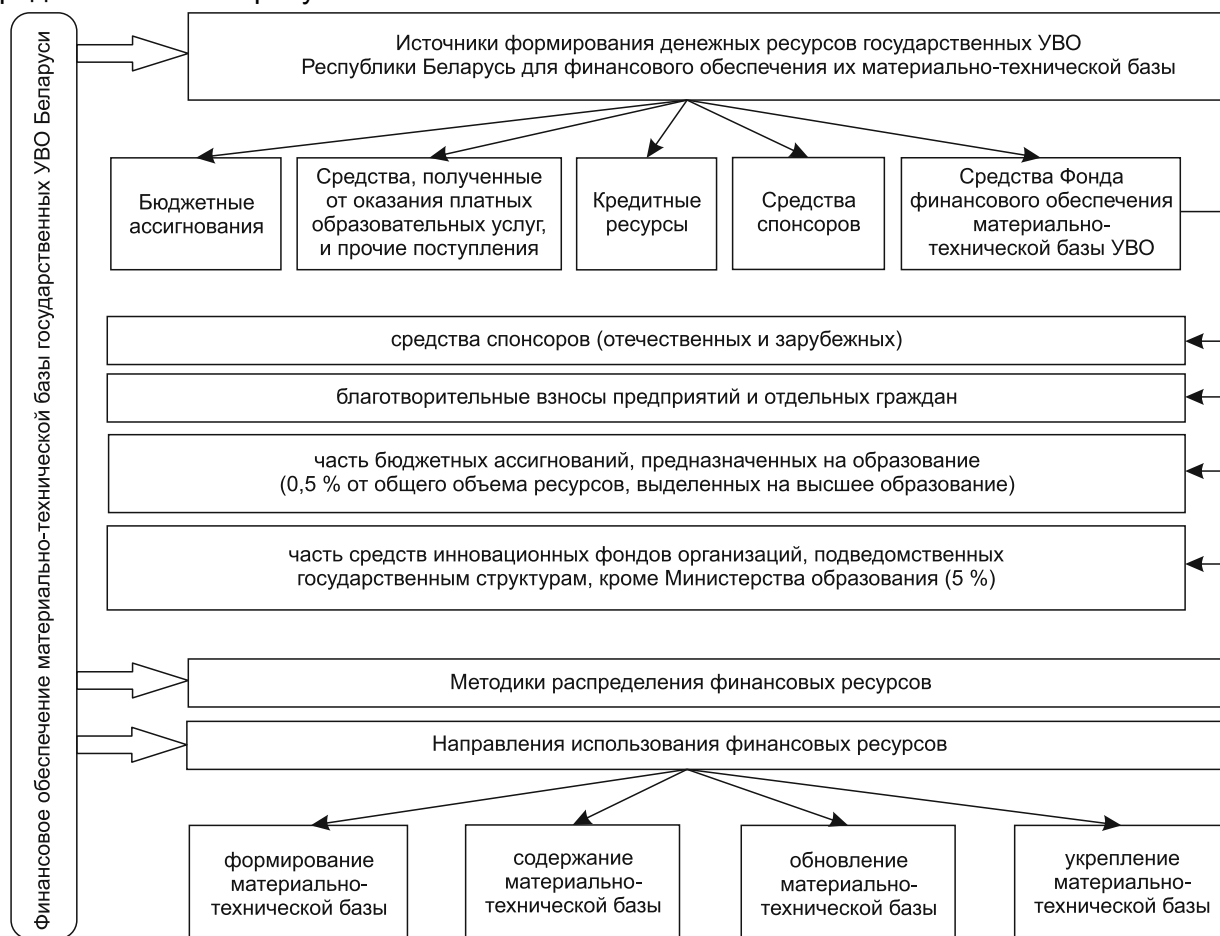 Финансовое обеспечение материально-технической базы государственных УВО Беларуси
Источники формирования денежных ресурсов государственных УВО
Республики Беларусь для финансового обеспечения их материально-технической базы
Бюджетные
ассигнования
Средства, полученные
от оказания платных
образовательных услуг,
и прочие поступления
Кредитные
ресурсы
Средства
спонсоров
Средства Фонда
финансового обеспечения
материально-
технической базы УВО
средства спонсоров (отечественных и зарубежных)
благотворительные взносы предприятий и отдельных граждан
часть бюджетных ассигнований, предназначенных на образование
(0,5 % от общего объема ресурсов, выделенных на высшее образование)
часть средств инновационных фондов организаций, подведомственных
государственным структурам, кроме Министерства образования (5 %)
Методики распределения финансовых ресурсов
Направления использования финансовых ресурсов
формирование
материально-
технической базы
содержание
материально-
технической базы
обновление
материально-
технической базы
укрепление
материально-
технической базы